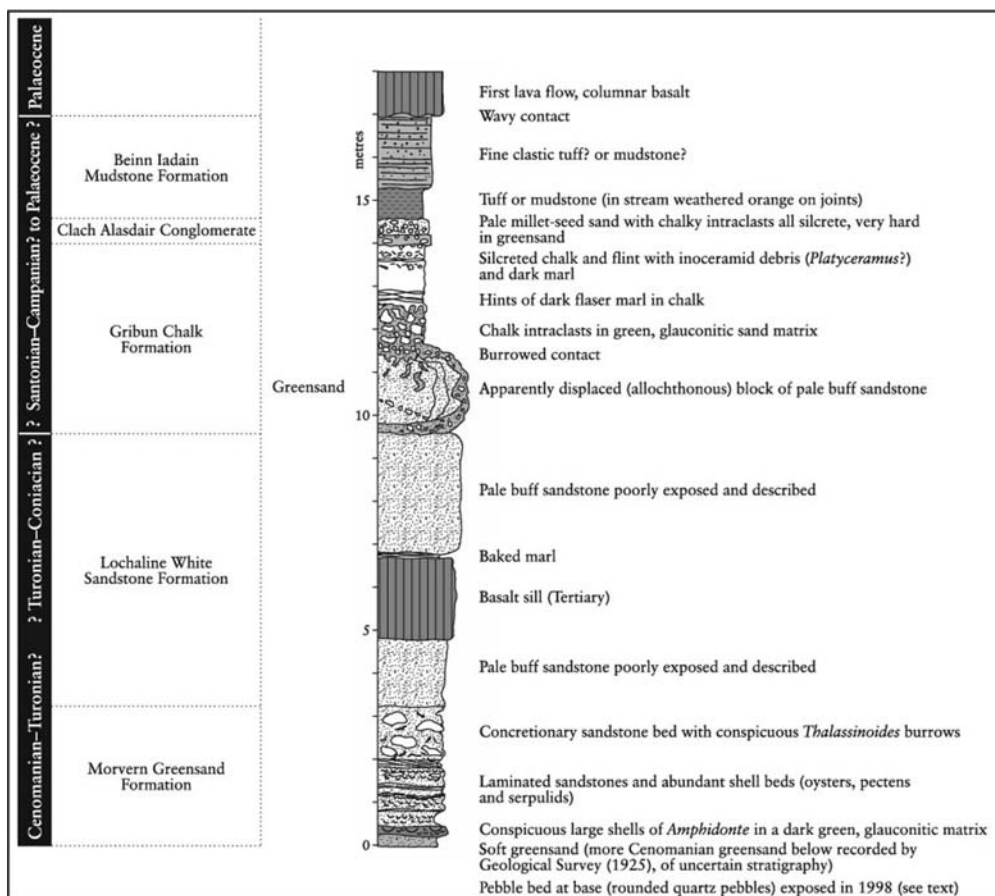 Palaeocene
? Santonian–Campanian? to Palaeocene ?
? Turonian–Coniacian ?
Cenomanian–Turonian?
Beinn Iadain
Mudstone Formation
Clach Alasdair Conglomerate
Gribun Chalk
Formation
Lochaline White
Sandstone Formation
Morvern Greensand
Formation
Greensand
metres
15
10
5
0
First lava flow, columnar basalt
Wavy contact
Fine clastic tuff? or mudstone?
Tuff or mudstone (in stream weathered orange on joints)
Pale millet-seed sand with chalky intraclasts all silcrete, very hard
in greensand
Silcreted chalk and flint with inoceramid debris (Platyceramus?)
and dark marl
Hints of dark flaser marl in chalk
Chalk intraclasts in green, glauconitic sand matrix
Burrowed contact
Apparently displaced (allochthonous) block of pale buff sandstone
Pale buff sandstone poorly exposed and described
Baked marl
Basalt sill (Tertiary)
Pale buff sandstone poorly exposed and described
Concretionary sandstone bed with conspicuous Thalassinoides burrows
Laminated sandstones and abundant shell beds (oysters, pectens
and serpulids)
Conspicuous large shells of Amphidonte in a dark green, glauconitic matrix
Soft greensand (more Cenomanian greensand below recorded by
Geological Survey (1925), of uncertain stratigraphy)
Pebble bed at base (rounded quartz pebbles) exposed in 1998 (see text)